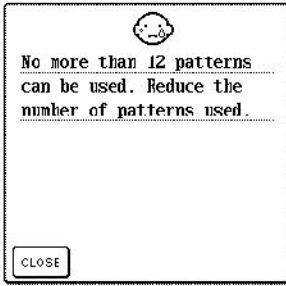 No more than 12 patterns
can be used. Reduce the
number of patterns used.
CLOSE